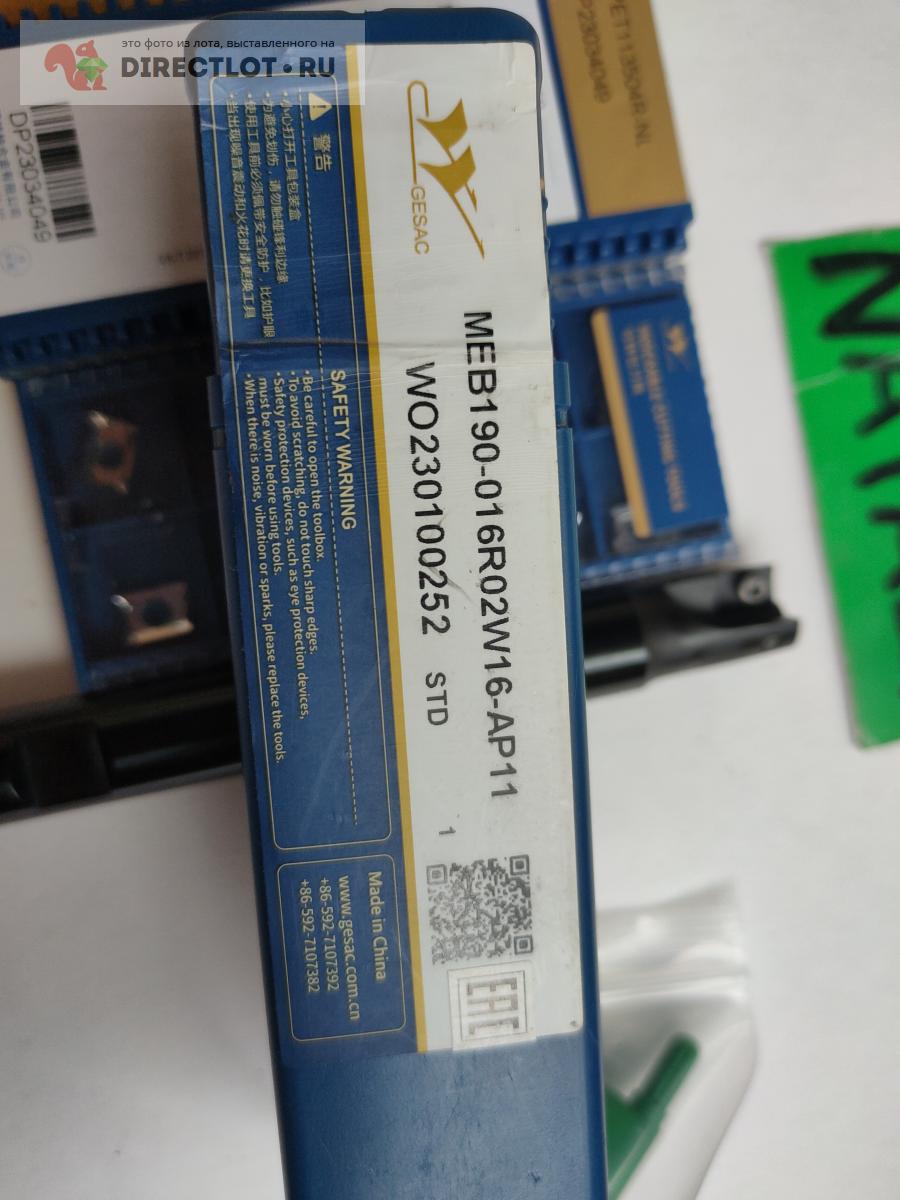 это фото из лота, выставленного на
DIRECTLOT.RU
GESAC
MEB190-016R02W16-AP11
WO230100252 STD
1
EAC
警告
•小心打开工具包装盒
•为避免划伤，请勿触碰锋利边缘
•使用工具前必须佩带安全防护，比如护眼
•当出现噪音震动和火花时请更换工具
SAFETY WARNING
•Be careful to open the toolbox.
•To avoid scratching, do not touch sharp edges.
•Safety protection devices, such as eye protection devices,
must be worn before using tools.
•When there is noise, vibration or sparks, please replace the tools.
Made in China
www.gesac.com.cn
+86-592-7107392
+86-592-7107382
DP23034049
PET113504R-NL
P23034049